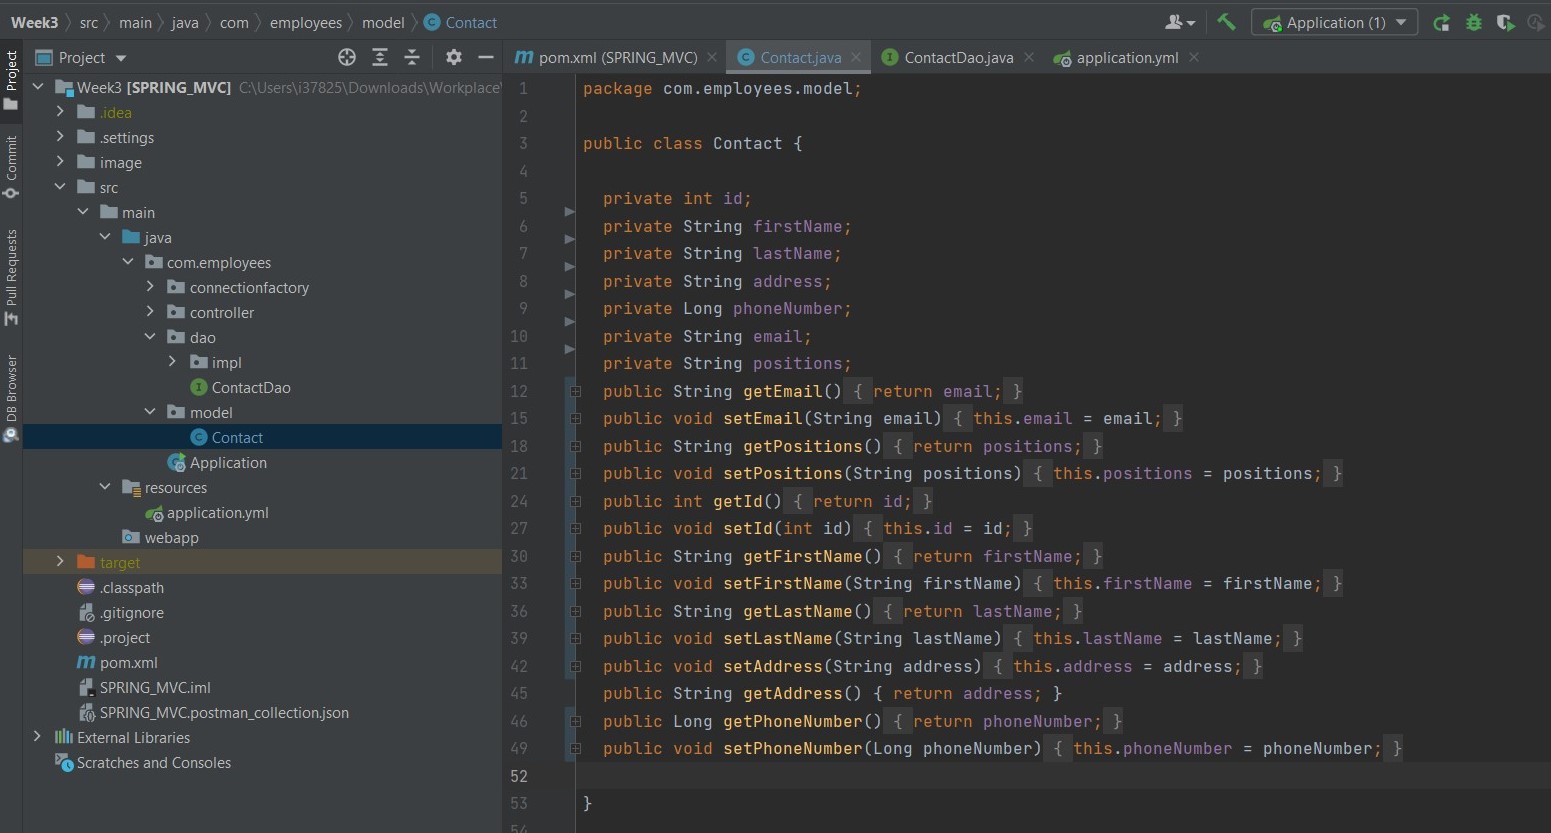 Week3 src main java com employees model Contact Application (1)
Project
Commit
Pull Requests
DB Browser
Project
pom.xml (SPRING_MVC) Contact.java ContactDao.java application.yml
Week3 [SPRING_MVC] C:\Users\i37825\Downloads\Workplace\
.idea
.settings
image
src
main
java
com.employees
connectionfactory
controller
dao
impl
ContactDao
model
Contact
Application
resources
application.yml
webapp
target
.classpath
.gitignore
.project
pom.xml
SPRING_MVC.iml
SPRING_MVC.postman_collection.json
External Libraries
Scratches and Consoles
1 package com.employees.model;
2
3 public class Contact {
4
5 private int id;
6 private String firstName;
7 private String lastName;
8 private String address;
9 private Long phoneNumber;
10 private String email;
11 private String positions;
12 public String getEmail() { return email; }
15 public void setEmail(String email) { this.email = email; }
18 public String getPositions() { return positions; }
21 public void setPositions(String positions) { this.positions = positions; }
24 public int getId() { return id; }
27 public void setId(int id) { this.id = id; }
30 public String getFirstName() { return firstName; }
33 public void setFirstName(String firstName) { this.firstName = firstName; }
36 public String getLastName() { return lastName; }
39 public void setLastName(String lastName) { this.lastName = lastName; }
42 public void setAddress(String address) { this.address = address; }
45 public String getAddress() { return address; }
46 public Long getPhoneNumber() { return phoneNumber; }
49 public void setPhoneNumber(Long phoneNumber) { this.phoneNumber = phoneNumber; }
52
53 }
54